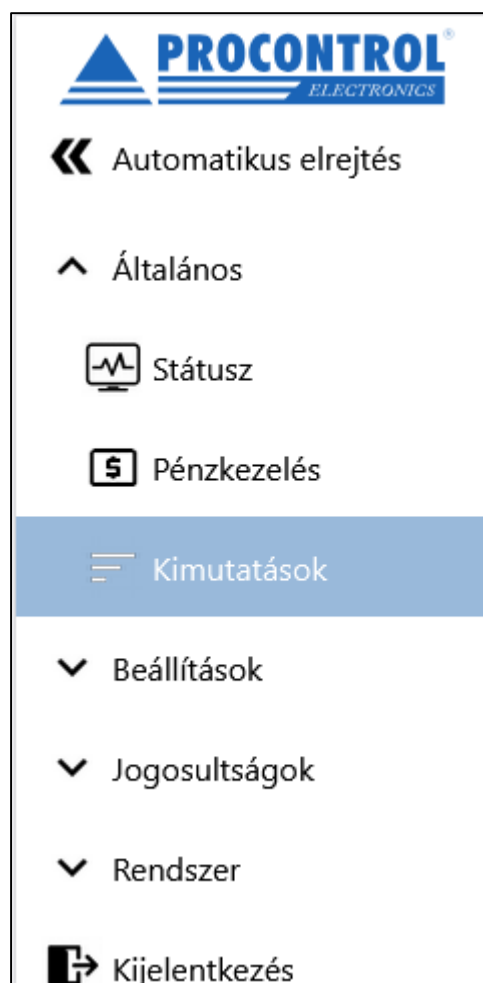 PROCONTROL®
ELECTRONICS
Automatikus elrejtés
Általános
Státusz
$ Pénzkezelés
Kimutatások
Beállítások
Jogosultságok
Rendszer
Kijelentkezés